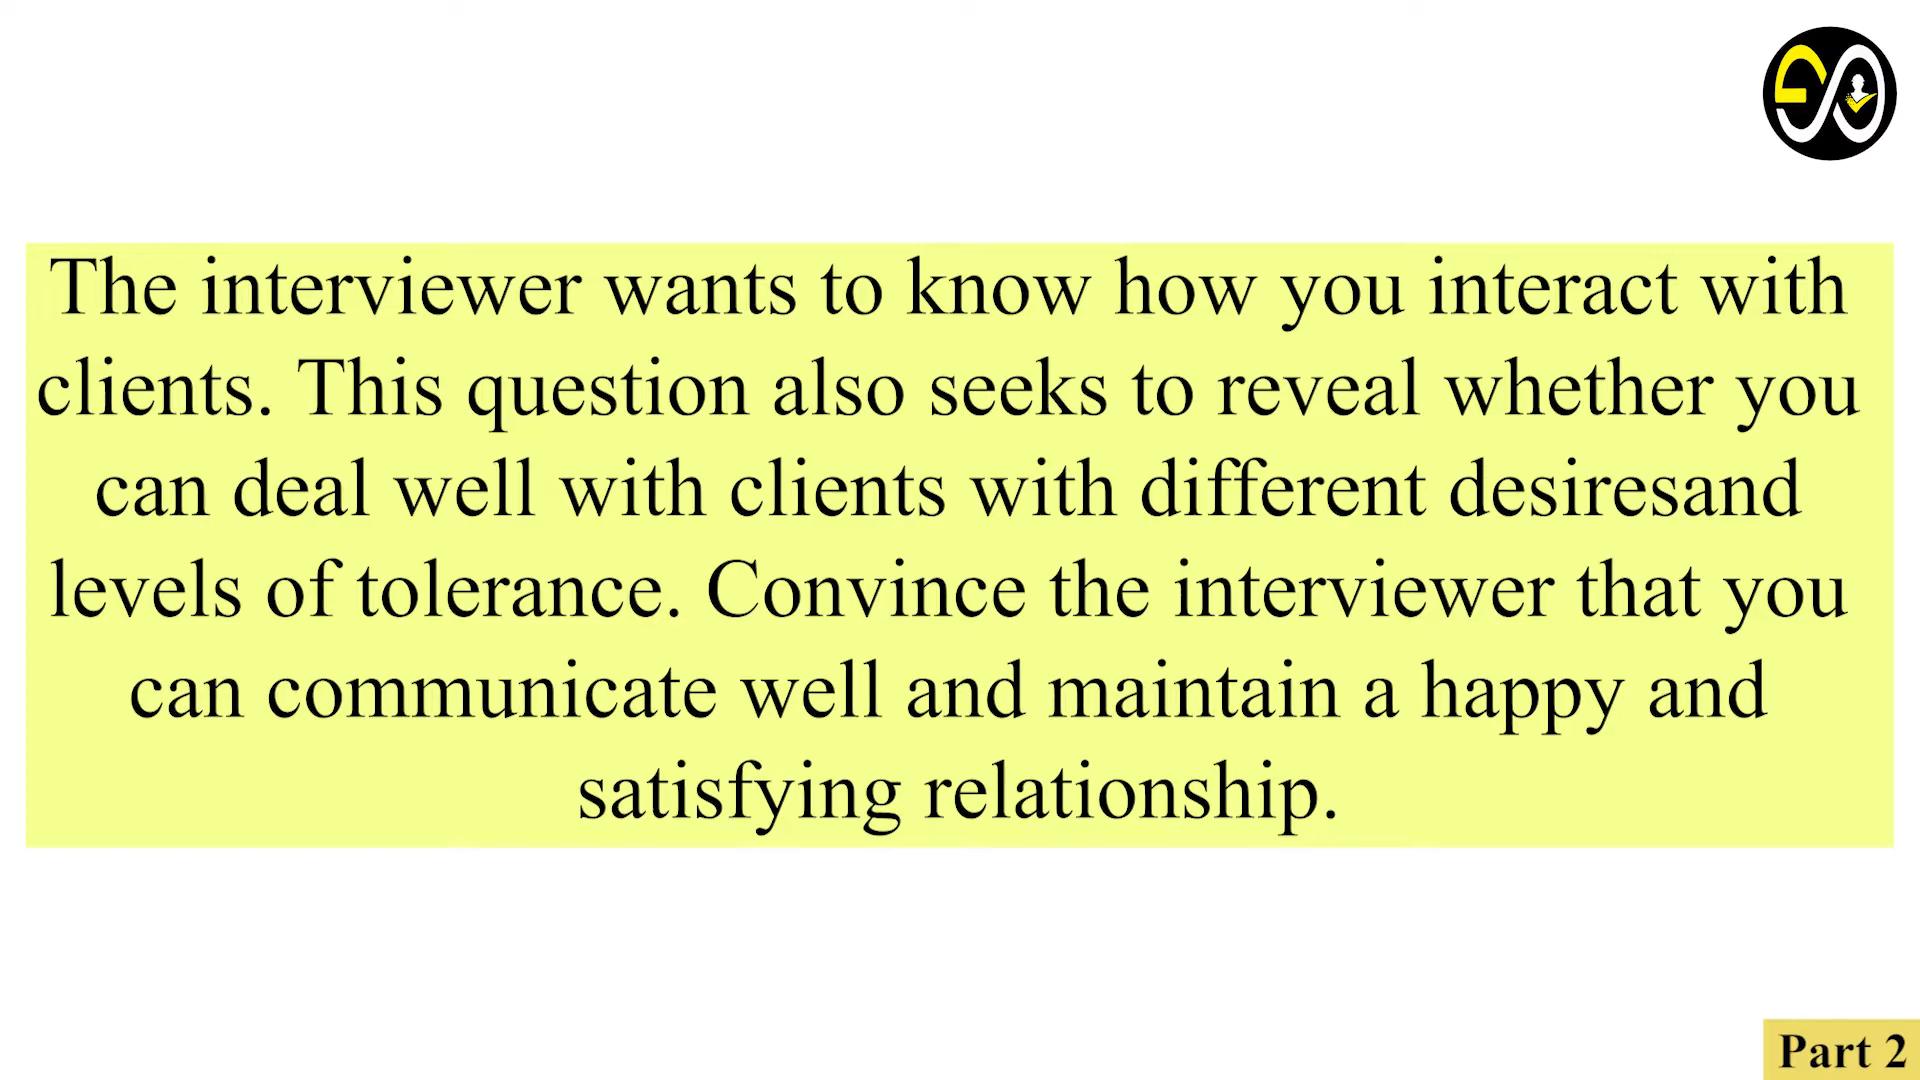 The interviewer wants to know how you interact with
clients. This question also seeks to reveal whether you
can deal well with clients with different desiresand
levels of tolerance. Convince the interviewer that you
can communicate well and maintain a happy and
satisfying relationship.
Part 2